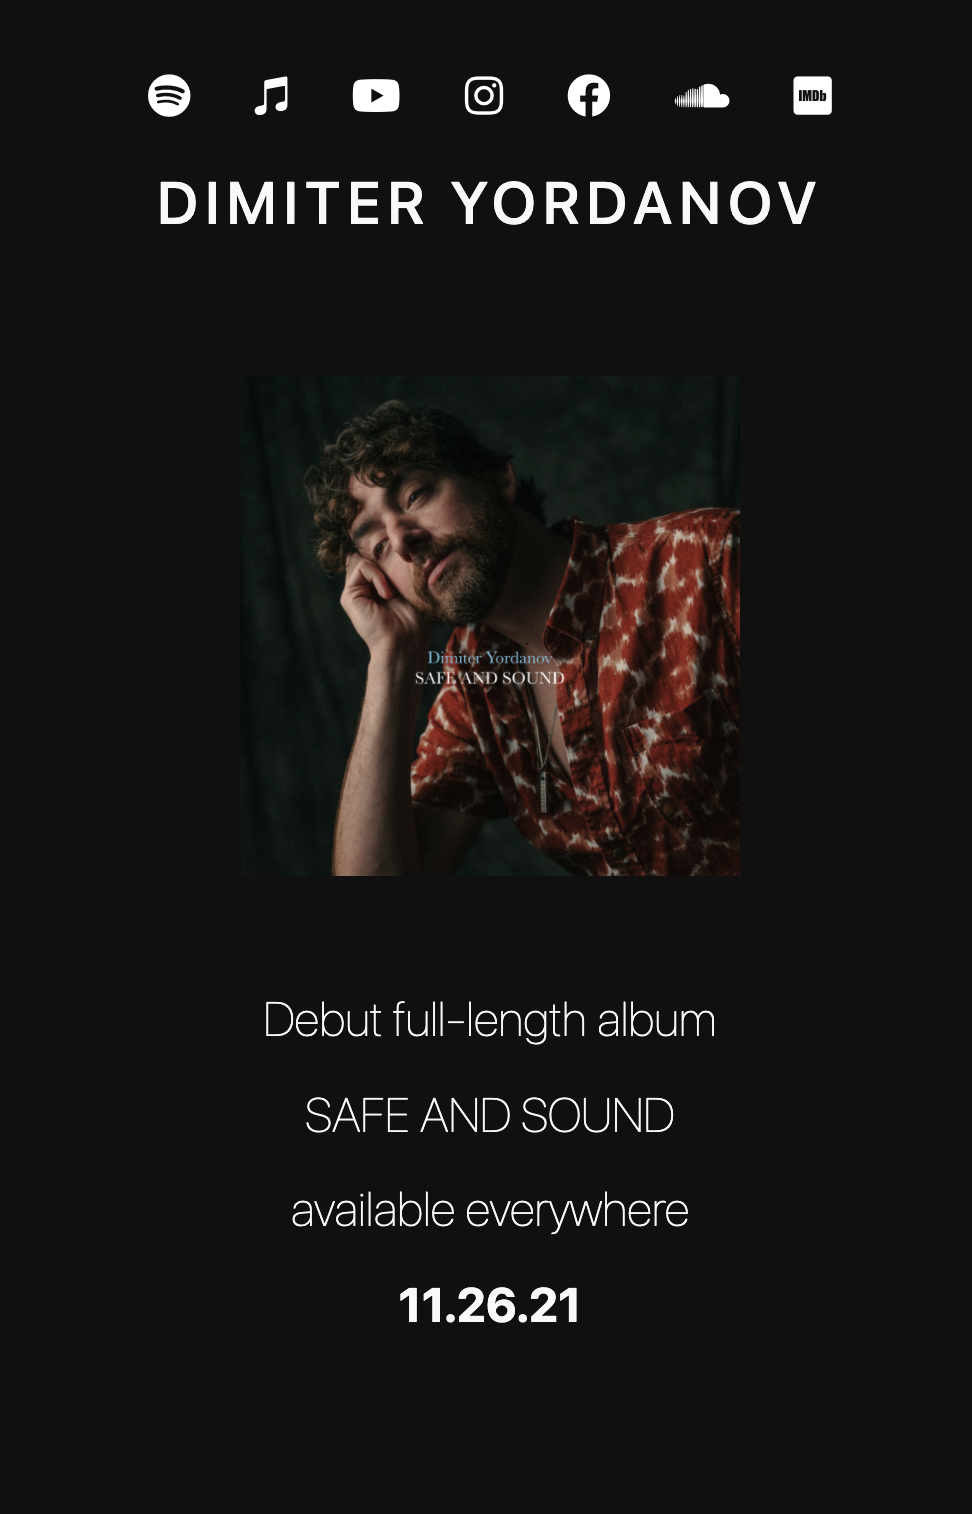 IMDb
DIMITER YORDANOV
Dimiter Yordanov
SAFE AND SOUND
Debut full-length album
SAFE AND SOUND
available everywhere
11.26.21